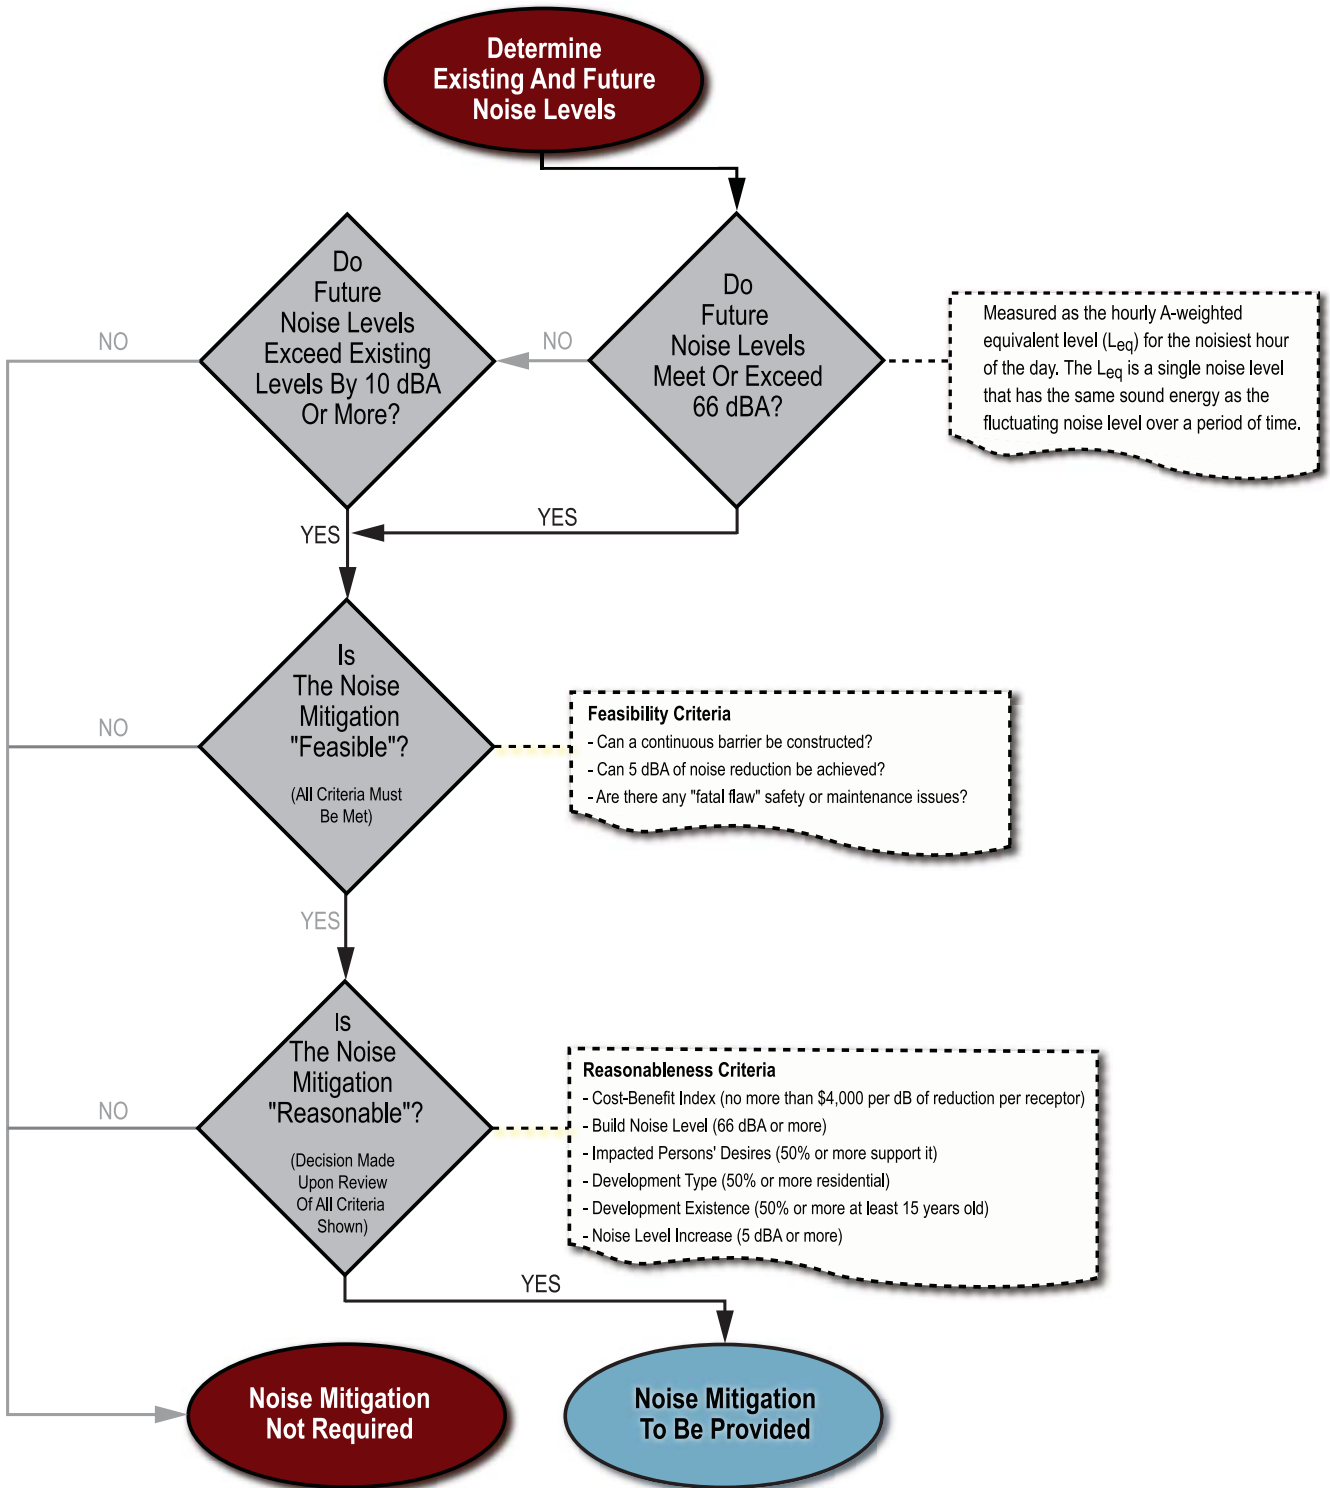 Determine
Existing And Future
Noise Levels
Do
Future
Noise Levels
Exceed Existing
Levels By 10 dBA
Or More?
NO
Do
Future
Noise Levels
Meet Or Exceed
66 dBA?
NO
Measured as the hourly A-weighted
equivalent level (Leq) for the noisiest hour
of the day. The Leq is a single noise level
that has the same sound energy as the
fluctuating noise level over a period of time.
YES
YES
Is
The Noise
Mitigation
"Feasible"?
(All Criteria Must
Be Met)
NO
Feasibility Criteria
- Can a continuous barrier be constructed?
- Can 5 dBA of noise reduction be achieved?
- Are there any "fatal flaw" safety or maintenance issues?
YES
Is
The Noise
Mitigation
"Reasonable"?
(Decision Made
Upon Review
Of All Criteria
Shown)
NO
Reasonableness Criteria
- Cost-Benefit Index (no more than $4,000 per dB of reduction per receptor)
- Build Noise Level (66 dBA or more)
- Impacted Persons' Desires (50% or more support it)
- Development Type (50% or more residential)
- Development Existence (50% or more at least 15 years old)
- Noise Level Increase (5 dBA or more)
YES
Noise Mitigation
Not Required
Noise Mitigation
To Be Provided